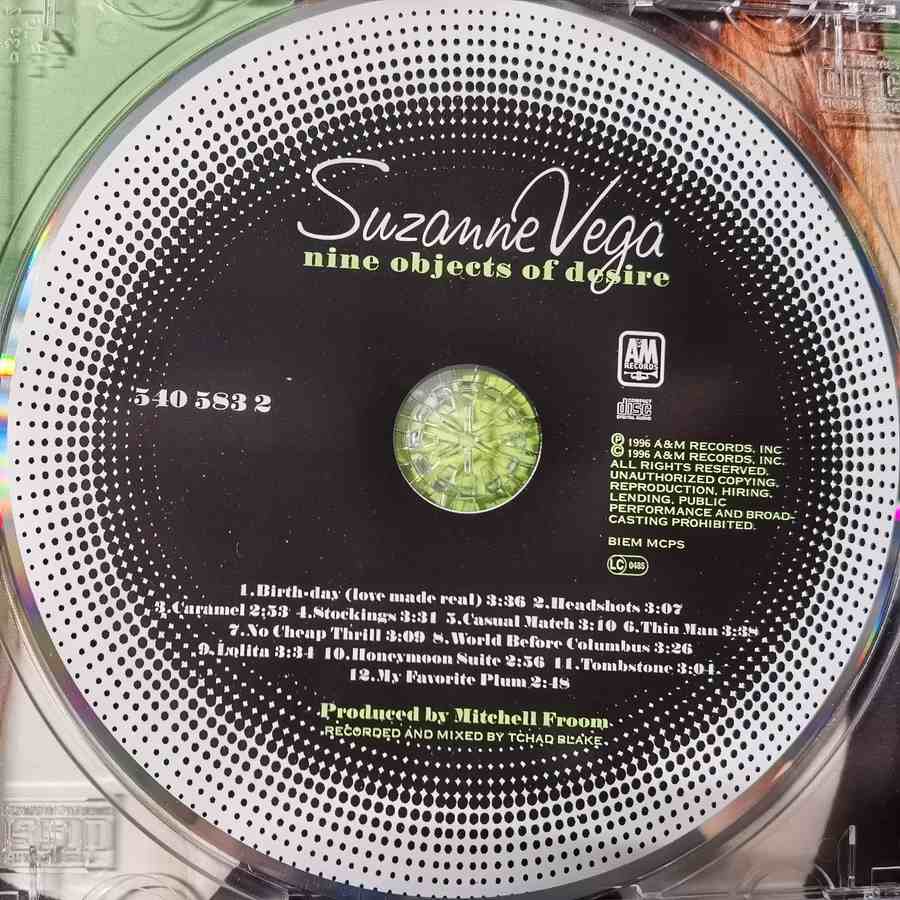 Suzanne Vega
nine objects of desire
A&M
RECORDS
540 583 2
COMPACT
disc
DIGITAL AUDIO
Ⓟ 1996 A&M RECORDS, INC
© 1996 A&M RECORDS, INC.
ALL RIGHTS RESERVED.
UNAUTHORIZED COPYING,
REPRODUCTION, HIRING,
LENDING, PUBLIC
PERFORMANCE AND BROAD-
CASTING PROHIBITED.
BIEM MCPS
LC 0485
1.Birth-day (love made real) 3:36 2.Headshots 3:07
3.Caramel 2:53 4.Stockings 3:31 5.Casual Match 3:10 6.Thin Man 3:38
7.No Cheap Thrill 3:09 8.World Before Columbus 3:26
9.Lolita 3:34 10.Honeymoon Suite 2:56 11.Tombstone 3:04
12.My Favorite Plum 2:48
Produced by Mitchell Froom
RECORDED AND MIXED BY TCHAD BLAKE